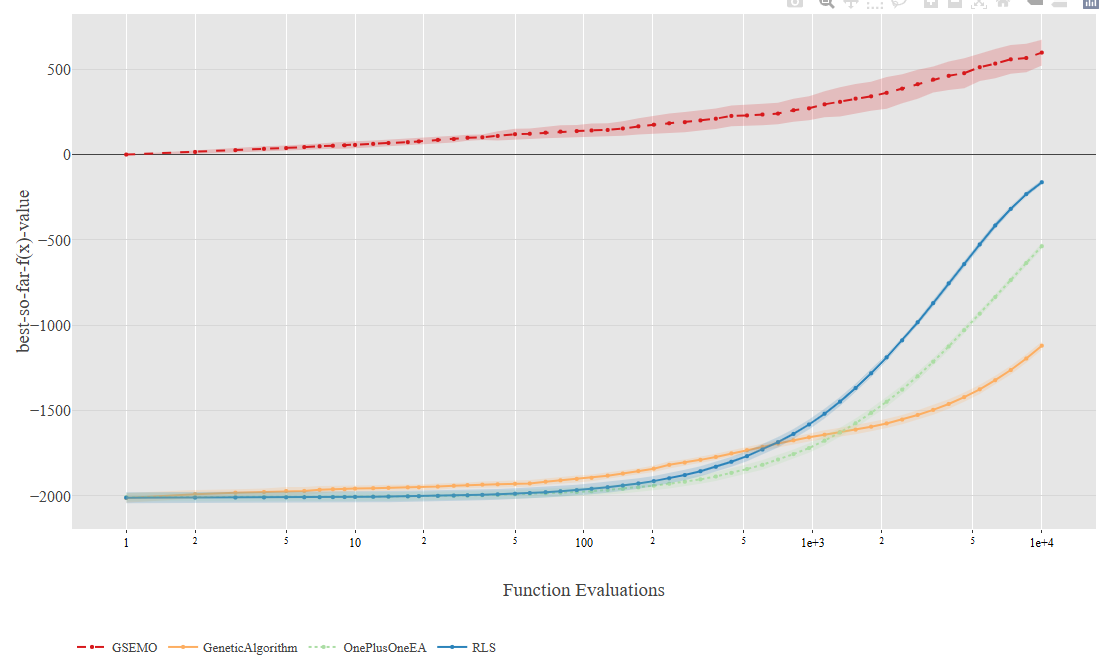 best-so-far-f(x)-value
500
0
−500
−1000
−1500
−2000
1 2 5 10 2 5 100 2 5 1e+3 2 5 1e+4
Function Evaluations
GSEMO GeneticAlgorithm OnePlusOneEA RLS